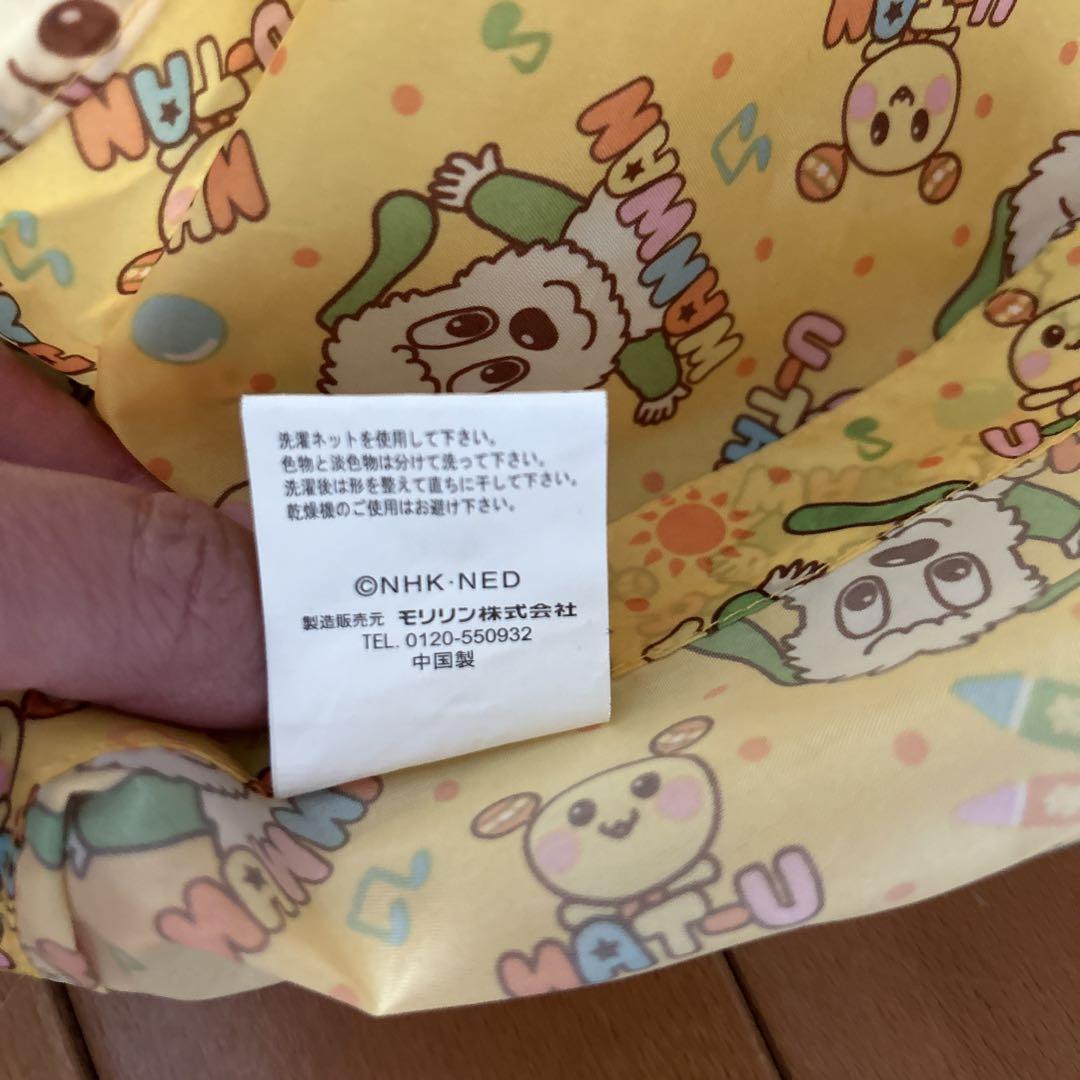 洗濯ネットを使用して下さい。
色物と淡色物は分けて洗って下さい。
洗濯後は形を整えて直ちに干して下さい。
乾燥機のご使用はお避け下さい。
©NHK·NED
製造販売元 モリリン株式会社
TEL. 0120-550932
中国製
WANWAN
U-TAN
U-TAN